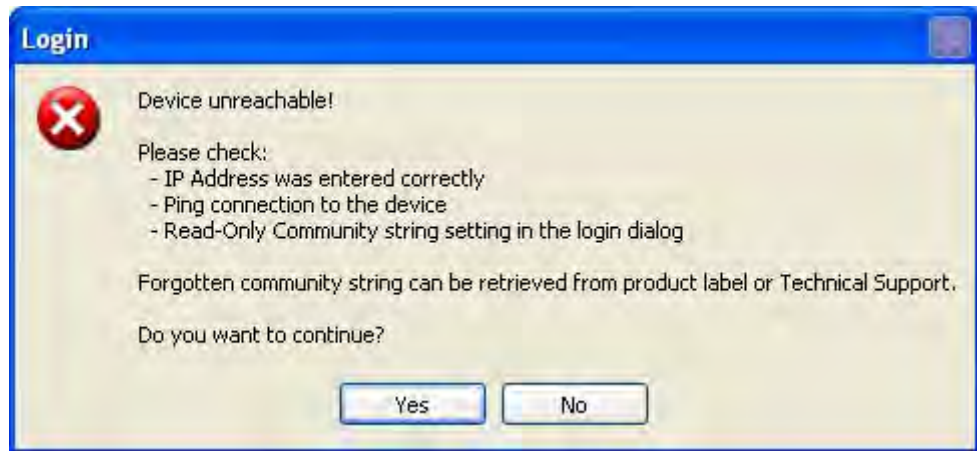 Login
Device unreachable!
Please check:
- IP Address was entered correctly
- Ping connection to the device
- Read-Only Community string setting in the login dialog
Forgotten community string can be retrieved from product label or Technical Support.
Do you want to continue?
Yes
No